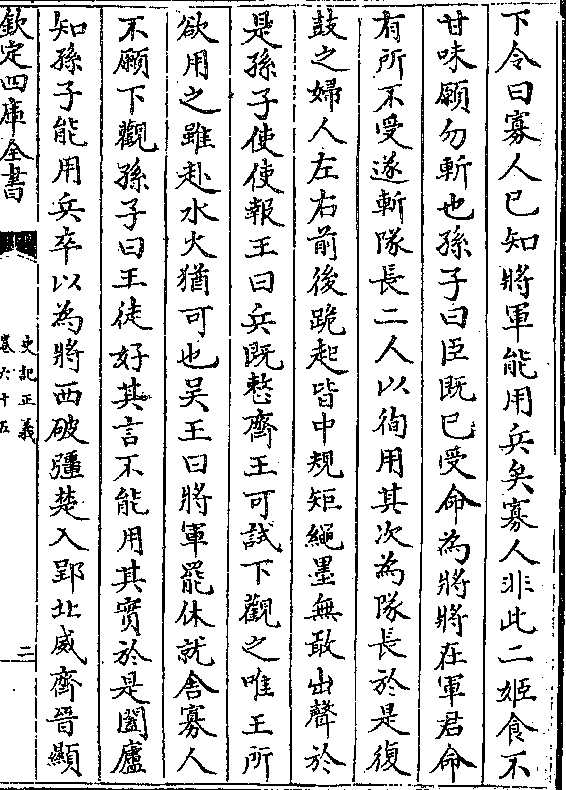 下令曰寡人已知將軍能用兵矣寡人非此二姬食不
甘味願勿斬也孫子曰臣既已受命為將將在軍君命
有所不受遂斬隊長二人以徇用其次為隊長於是復
鼓之婦人左右前後跪起皆中規矩繩墨無敢出聲於
是孫子使使報王曰兵既整齊王可試下觀之唯王所
欲用之雖赴水火猶可也吴王曰將軍罷休就舍寡人
不願下觀孫子曰王徒好其言不能用其實於是闔廬
知孫子能用兵卒以為將西破彊楚入郢北威齊晉顯
欽定四庫全書
史記正義
卷六十五
二